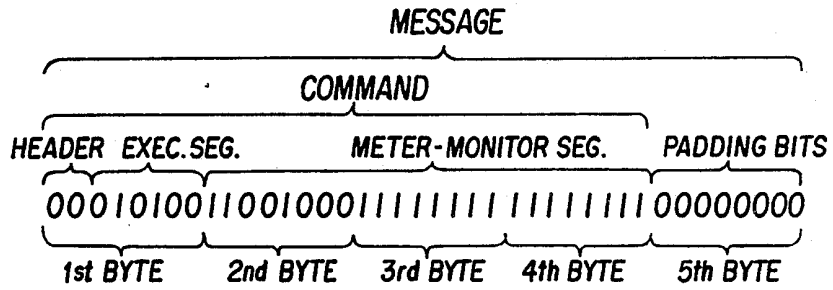 MESSAGE
COMMAND
HEADER EXEC. SEG. METER-MONITOR SEG. PADDING BITS
0001010011001000111111111111111100000000
1st BYTE 2nd BYTE 3rd BYTE 4th BYTE 5th BYTE